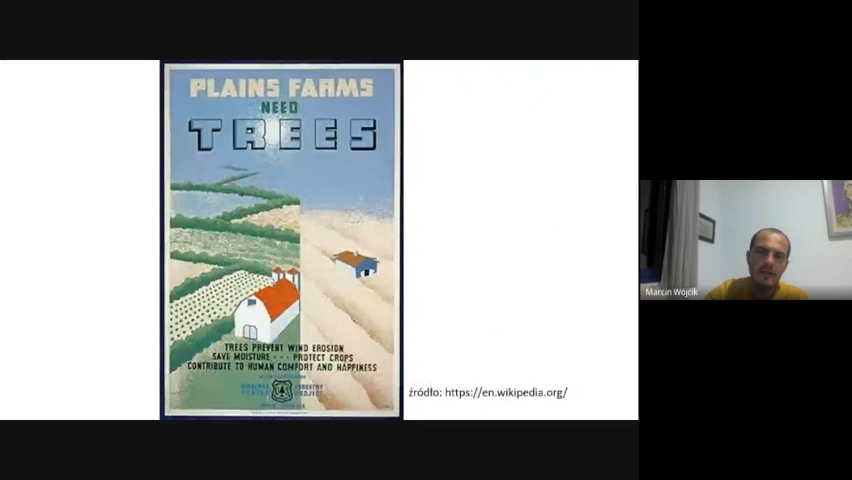 PLAINS FARMS
NEED
TREES
TREES PREVENT WIND EROSION
SAVE MOISTURE · · · PROTECT CROPS
CONTRIBUTE TO HUMAN COMFORT AND HAPPINESS
PROJECT
źródło: https://en.wikipedia.org/
Marcin Wójcik